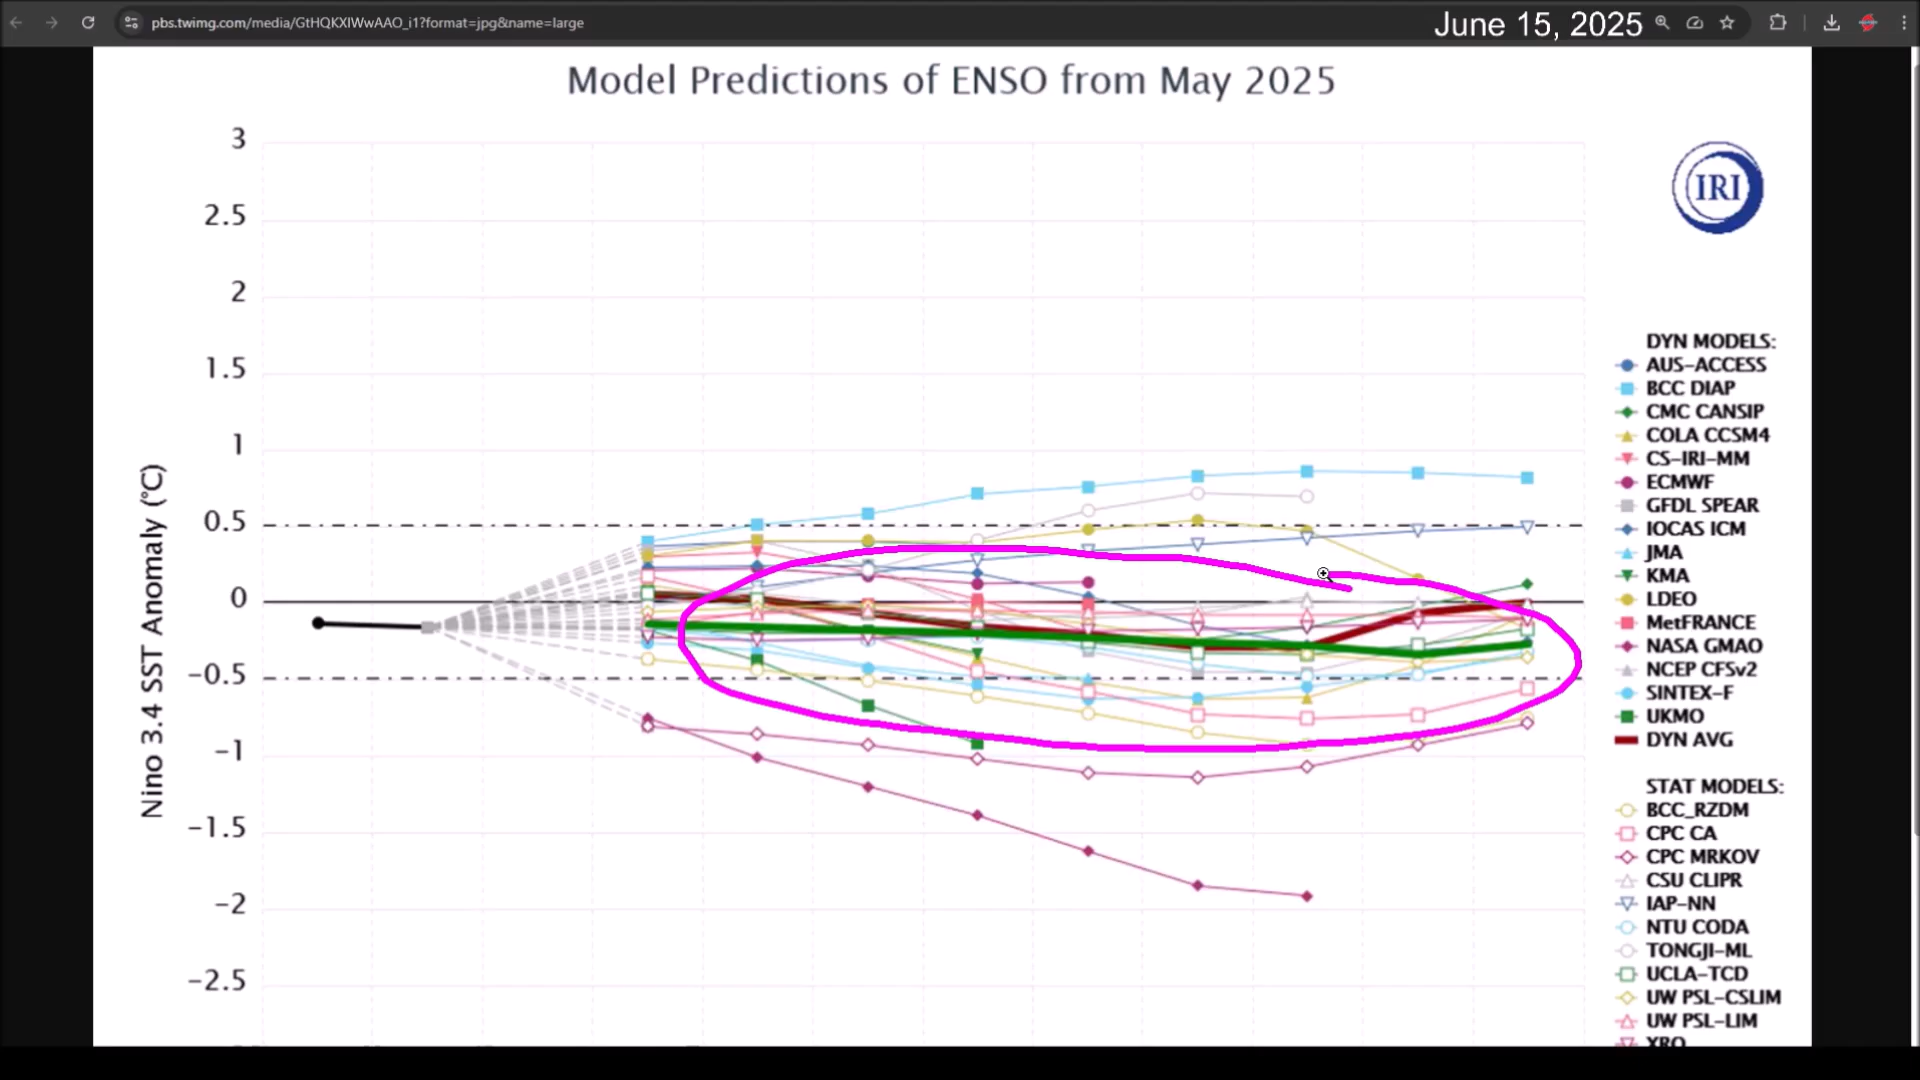 pbs.twimg.com/media/GtHQKXlWwAAO_i1?format=jpg&name=large
June 15, 2025
Model Predictions of ENSO from May 2025
IRI
Nino 3.4 SST Anomaly (°C)
3
2.5
2
1.5
1
0.5
0
-0.5
-1
-1.5
-2
-2.5
DYN MODELS:
AUS-ACCESS
BCC DIAP
CMC CANSIP
COLA CCSM4
CS-IRI-MM
ECMWF
GFDL SPEAR
IOCAS ICM
JMA
KMA
LDEO
MetFRANCE
NASA GMAO
NCEP CFSv2
SINTEX-F
UKMO
DYN AVG
STAT MODELS:
BCC_RZDM
CPC CA
CPC MRKOV
CSU CLIPR
IAP-NN
NTU CODA
TONGJI-ML
UCLA-TCD
UW PSL-CSLIM
UW PSL-LIM
XRO